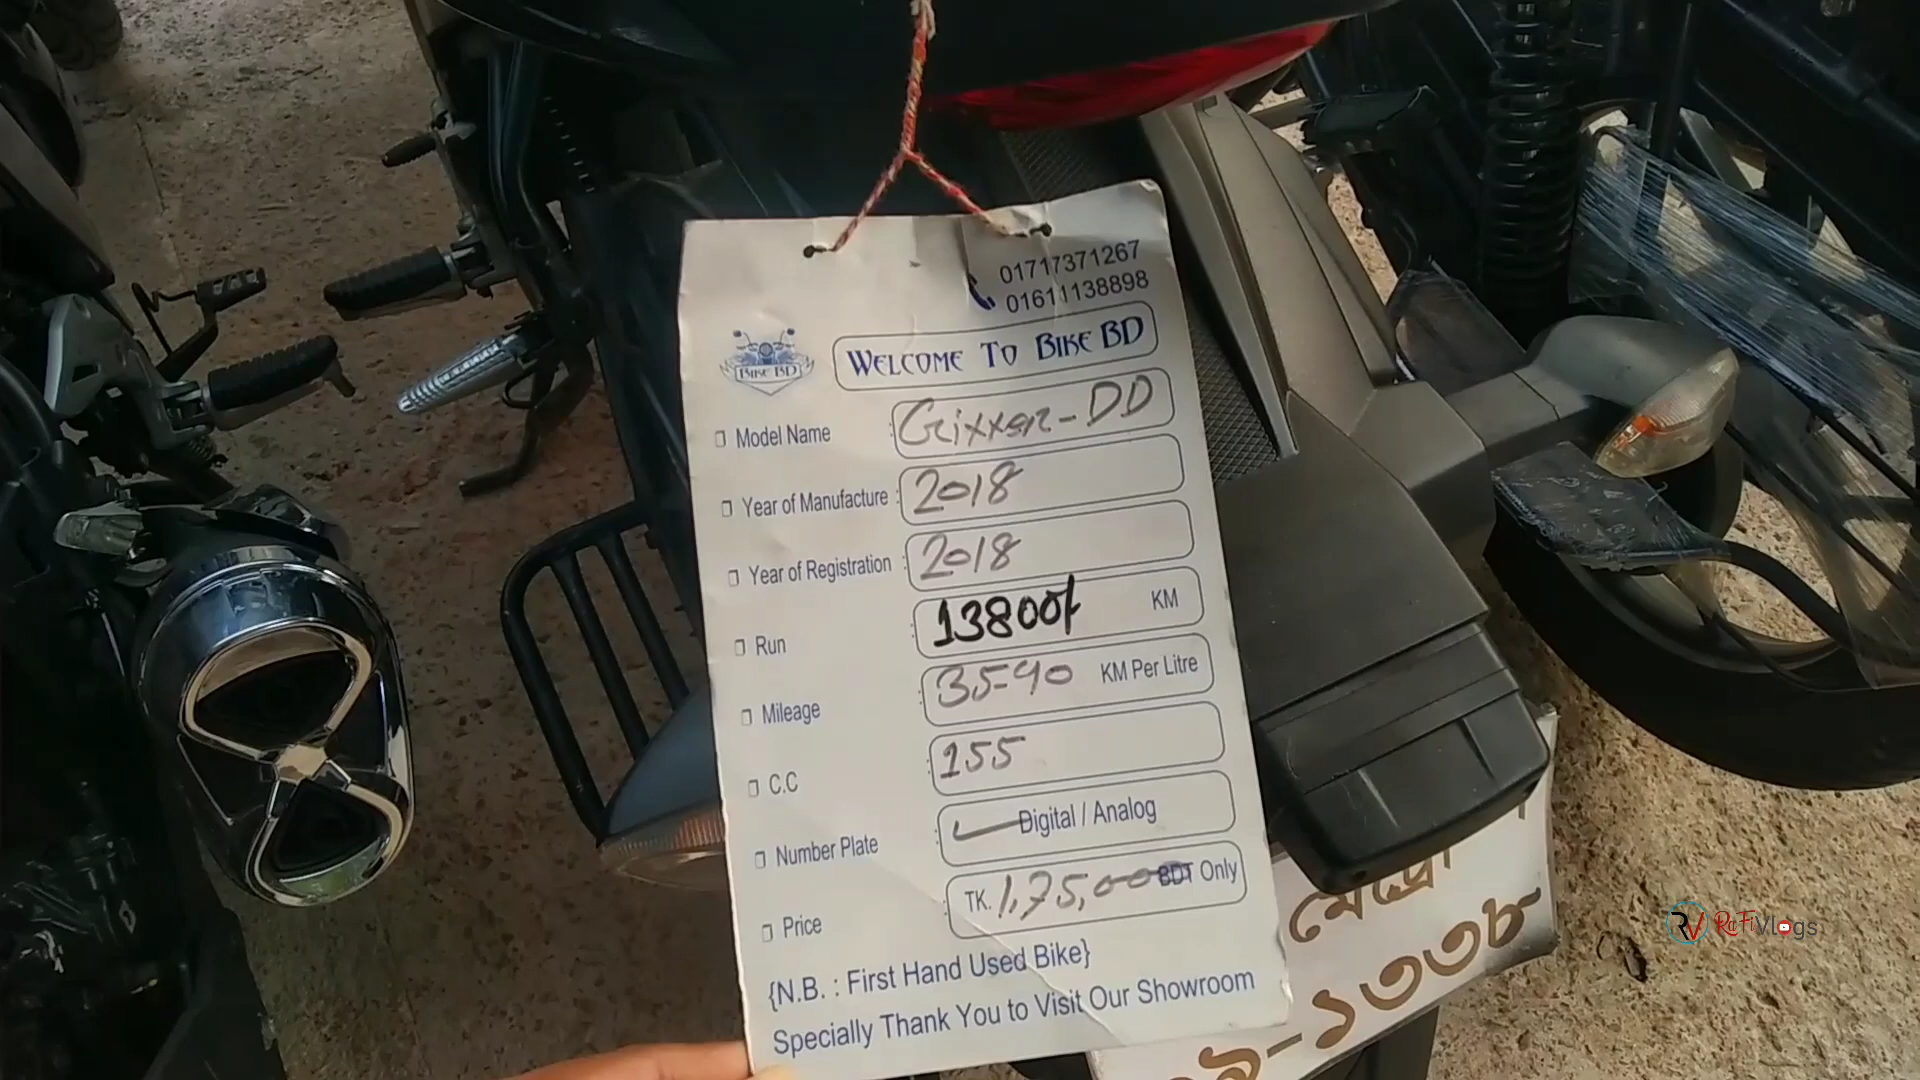 01717371267
01611138898
BIKE BD
WELCOME TO BIKE BD
Model Name : Gixxer-DD
Year of Manufacture : 2018
Year of Registration : 2018
Run : 13800/ KM
Mileage : 35-40 KM Per Litre
C.C : 155
Number Plate : Digital / Analog
Price : TK. 1,75,000 BDT Only
{N.B. : First Hand Used Bike}
Specially Thank You to Visit Our Showroom
মেট্রো
-১৩৩৮
RV RaFi Vlogs